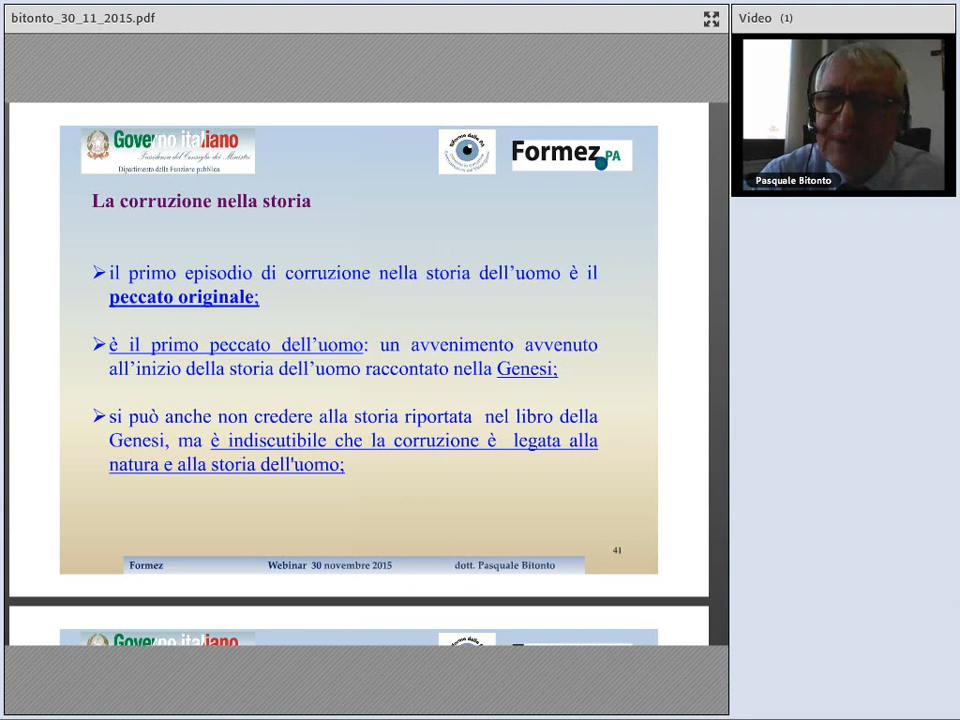 bitonto_30_11_2015.pdf
Video (1)
Governo italiano
Presidenza del Consiglio dei Ministri
Dipartimento della Funzione pubblica
Formez PA
La corruzione nella storia
il primo episodio di corruzione nella storia dell’uomo è il
peccato originale;
è il primo peccato dell’uomo: un avvenimento avvenuto
all’inizio della storia dell’uomo raccontato nella Genesi;
si può anche non credere alla storia riportata nel libro della
Genesi, ma è indiscutibile che la corruzione è legata alla
natura e alla storia dell'uomo;
41
Formez Webinar 30 novembre 2015 dott. Pasquale Bitonto
Pasquale Bitonto
Governo italiano